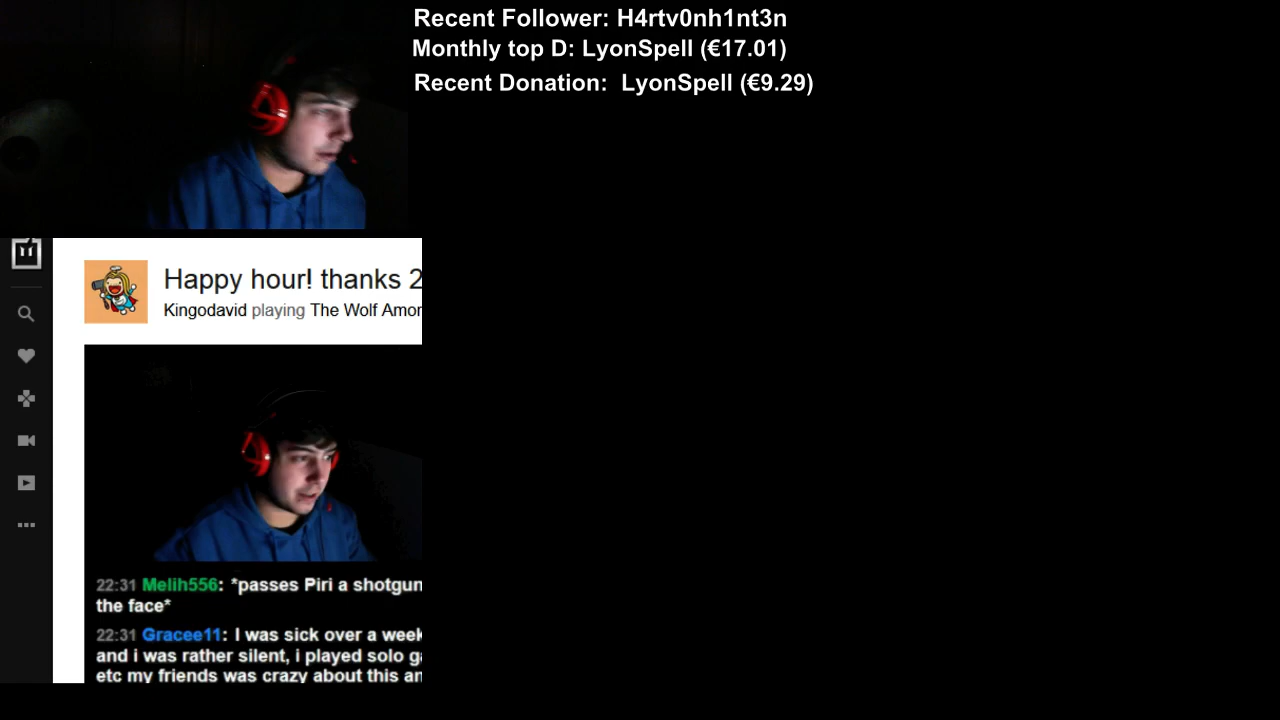 Recent Follower: H4rtv0nh1nt3n
Monthly top D: LyonSpell (€17.01)
Recent Donation: LyonSpell (€9.29)
Happy hour! thanks 2
Kingodavid playing The Wolf Amor
22:31 Melih556: *passes Piri a shotgun
the face*
22:31 Gracee11: I was sick over a week
and i was rather silent, i played solo ga
etc my friends was crazy about this an